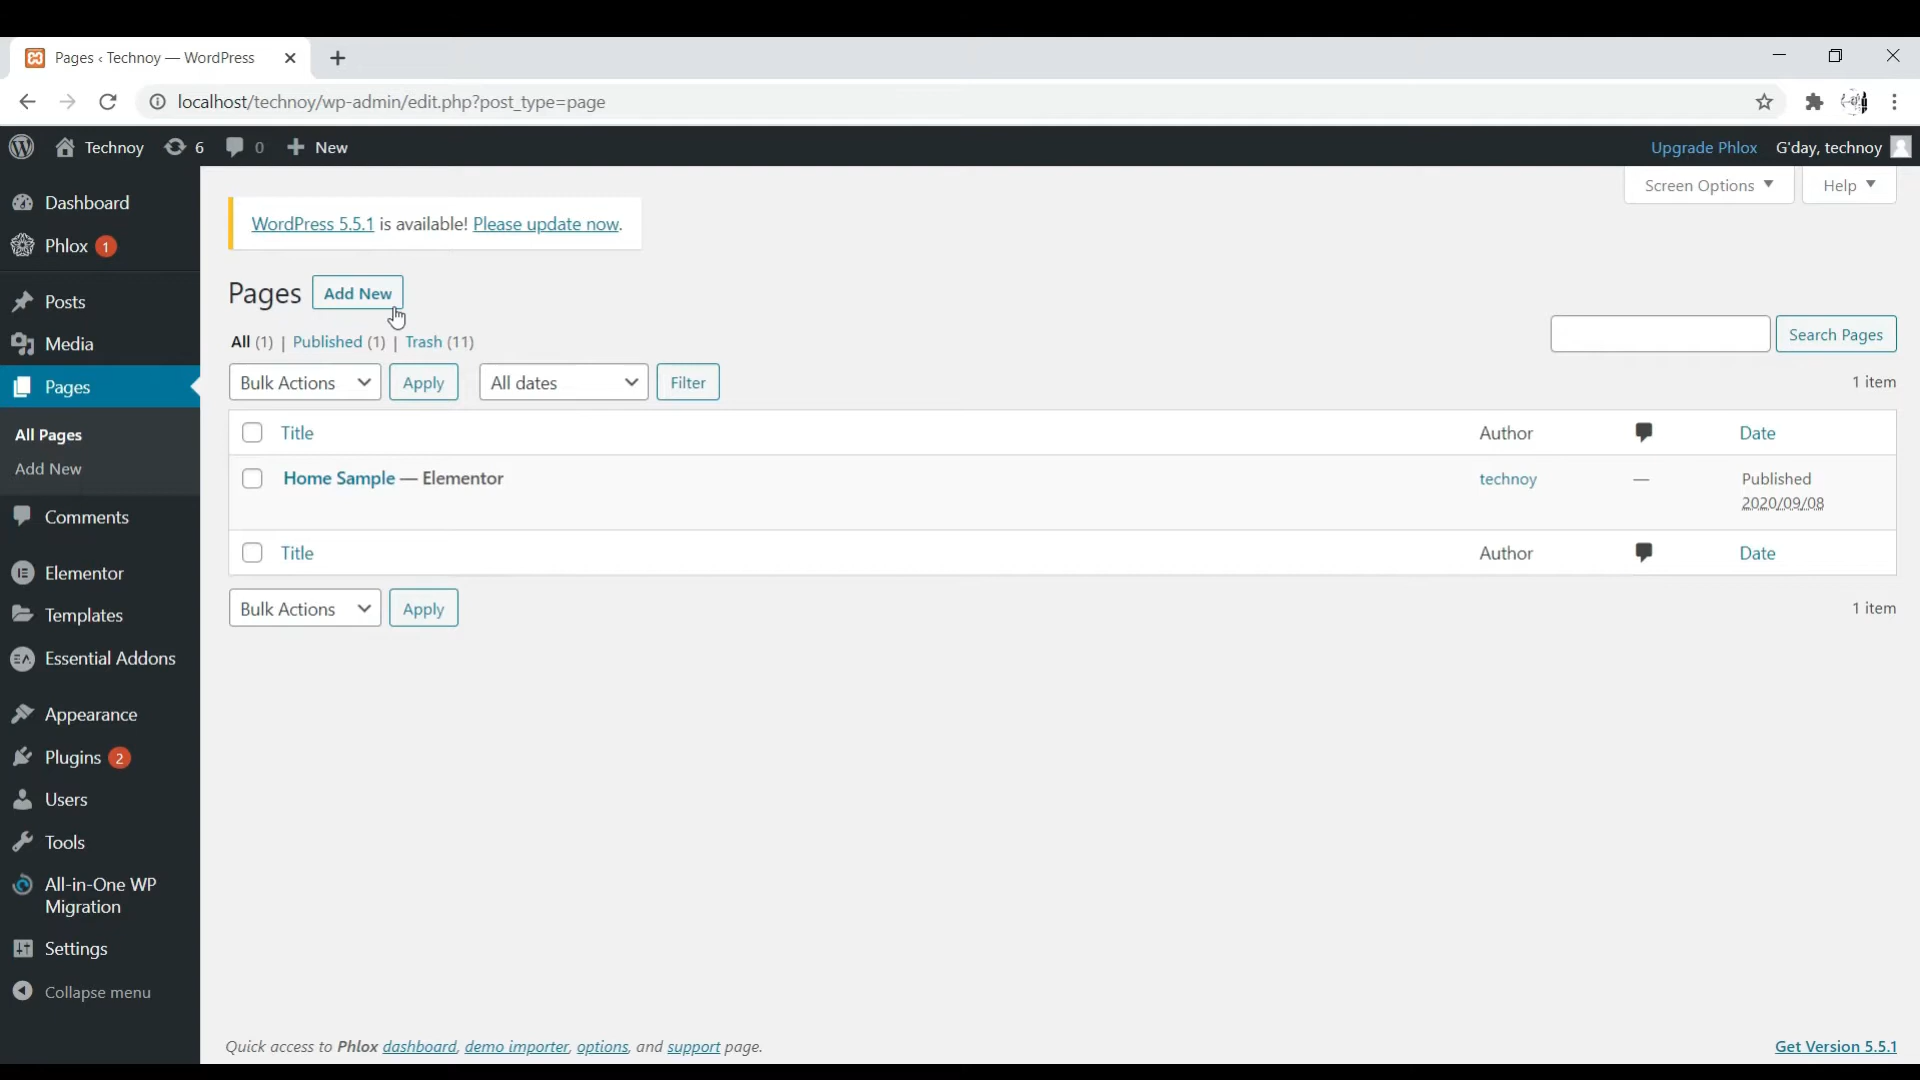 Pages ‹ Technoy — WordPress
localhost/technoy/wp-admin/edit.php?post_type=page
Technoy 6 0 New Upgrade Phlox G'day, technoy
Screen Options Help
Dashboard
Phlox 1
Posts
Media
Pages
All Pages
Add New
Comments
Elementor
Templates
Essential Addons
Appearance
Plugins 2
Users
Tools
All-in-One WP
Migration
Settings
Collapse menu
WordPress 5.5.1 is available! Please update now.
Pages Add New
All (1) | Published (1) | Trash (11)
Search Pages
Bulk Actions Apply All dates Filter 1 item
Title Author Date
Home Sample — Elementor technoy — Published
2020/09/08
Title Author Date
Bulk Actions Apply 1 item
Quick access to Phlox dashboard, demo importer, options, and support page. Get Version 5.5.1